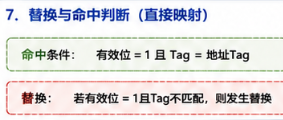 7. 替换与命中判断（直接映射）
命中条件： 有效位 = 1 且 Tag = 地址Tag
替换： 若有效位 = 1且Tag不匹配，则发生替换